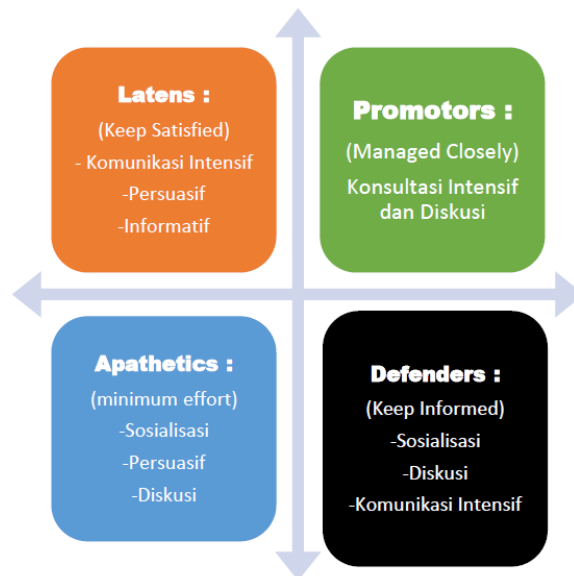 Latens :
(Keep Satisfied)
- Komunikasi Intensif
-Persuasif
-Informatif
Promotors :
(Managed Closely)
Konsultasi Intensif
dan Diskusi
Apathetics :
(minimum effort)
-Sosialisasi
-Persuasif
-Diskusi
Defenders :
(Keep Informed)
-Sosialisasi
-Diskusi
-Komunikasi Intensif